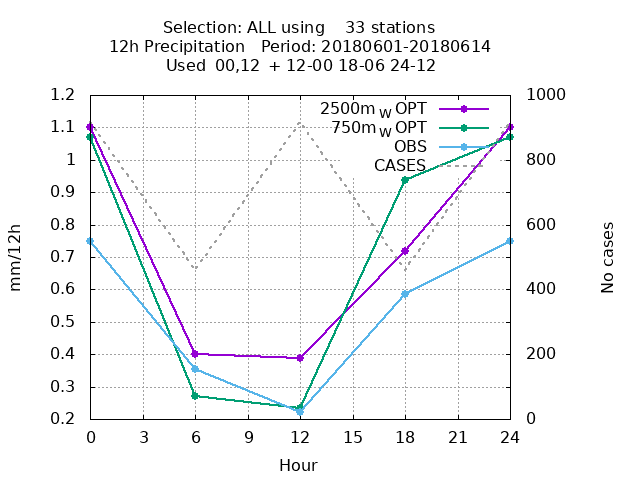 Selection: ALL using    33 stations
12h Precipitation   Period: 20180601-20180614
Used  00,12  + 12-00 18-06 24-12
1.2
1.1
1
0.9
0.8
0.7
0.6
0.5
0.4
0.3
0.2
mm/12h
2500m_W OPT
750m_W OPT
OBS
CASES
1000
800
600
400
200
0
No cases
0 3 6 9 12 15 18 21 24
Hour